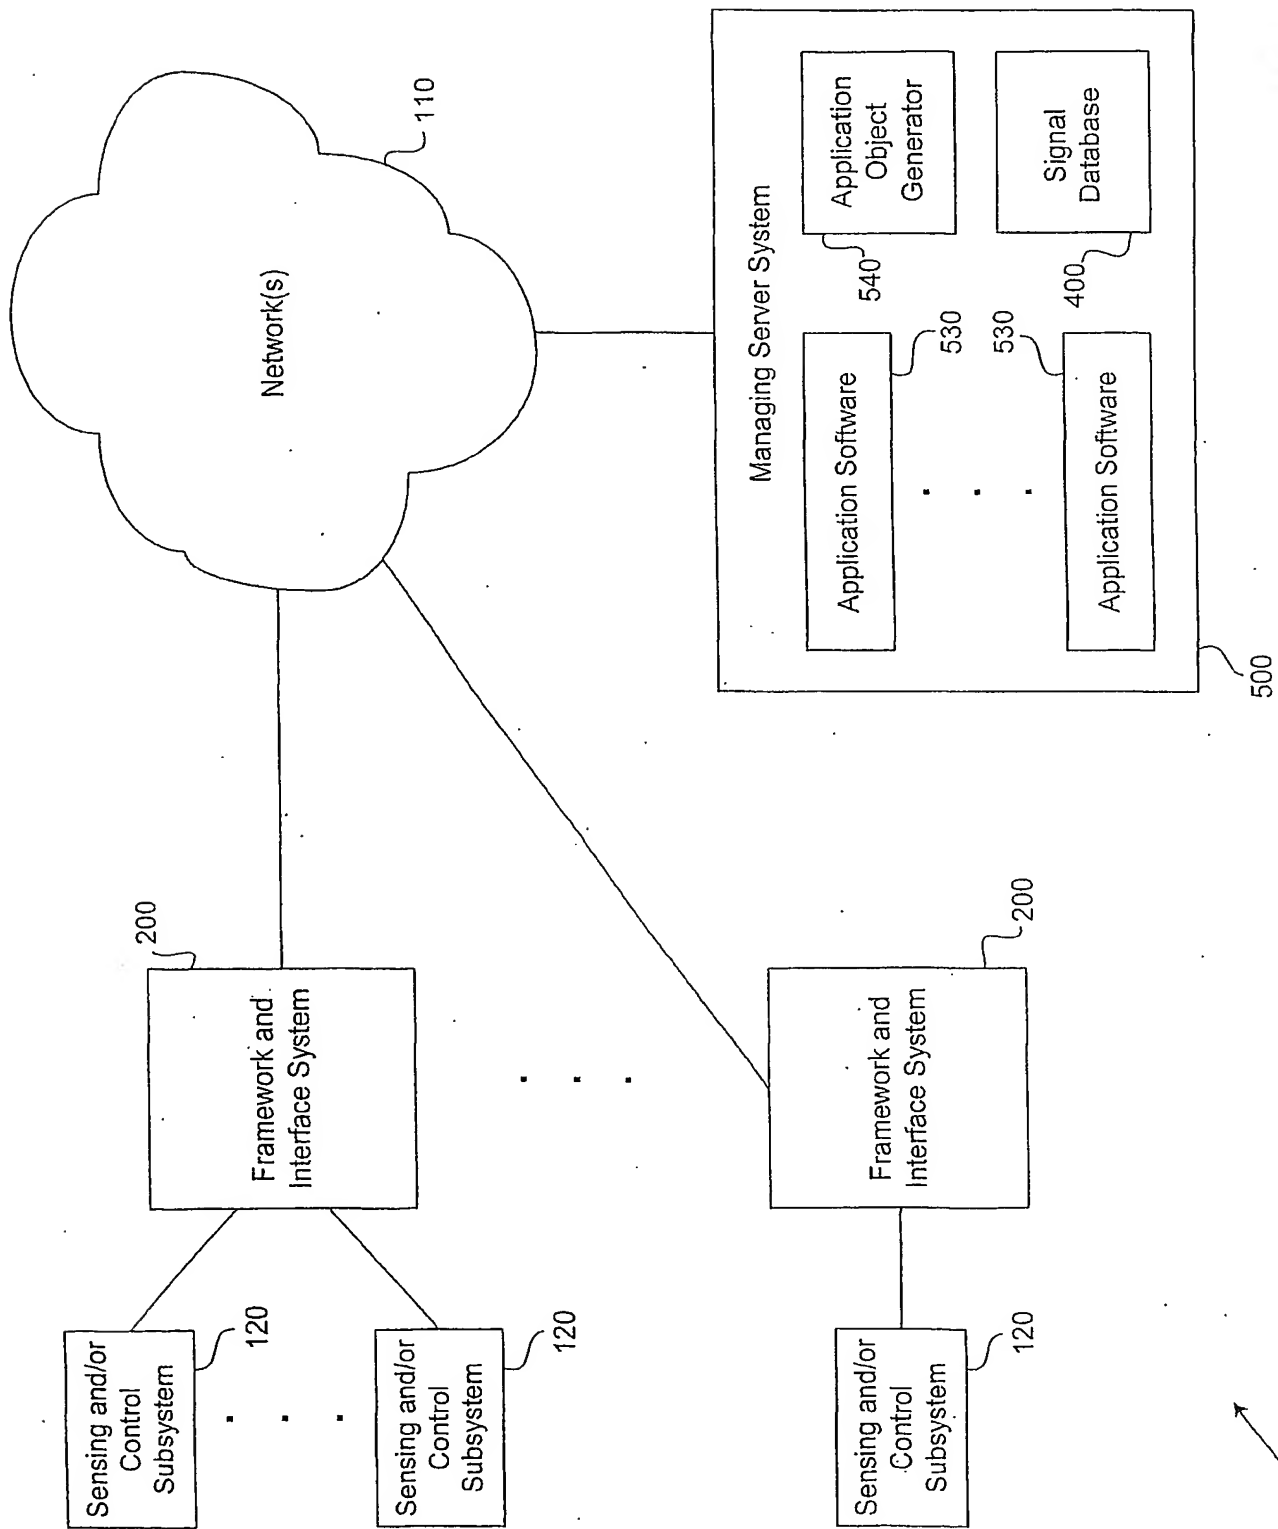 Sensing and/or
Control
Subsystem
120
Sensing and/or
Control
Subsystem
120
Sensing and/or
Control
Subsystem
120
Framework and
Interface System
200
Framework and
Interface System
200
Network(s)
110
Managing Server System
Application Software
530
Application Software
530
Application
Object
Generator
540
Signal
Database
400
500